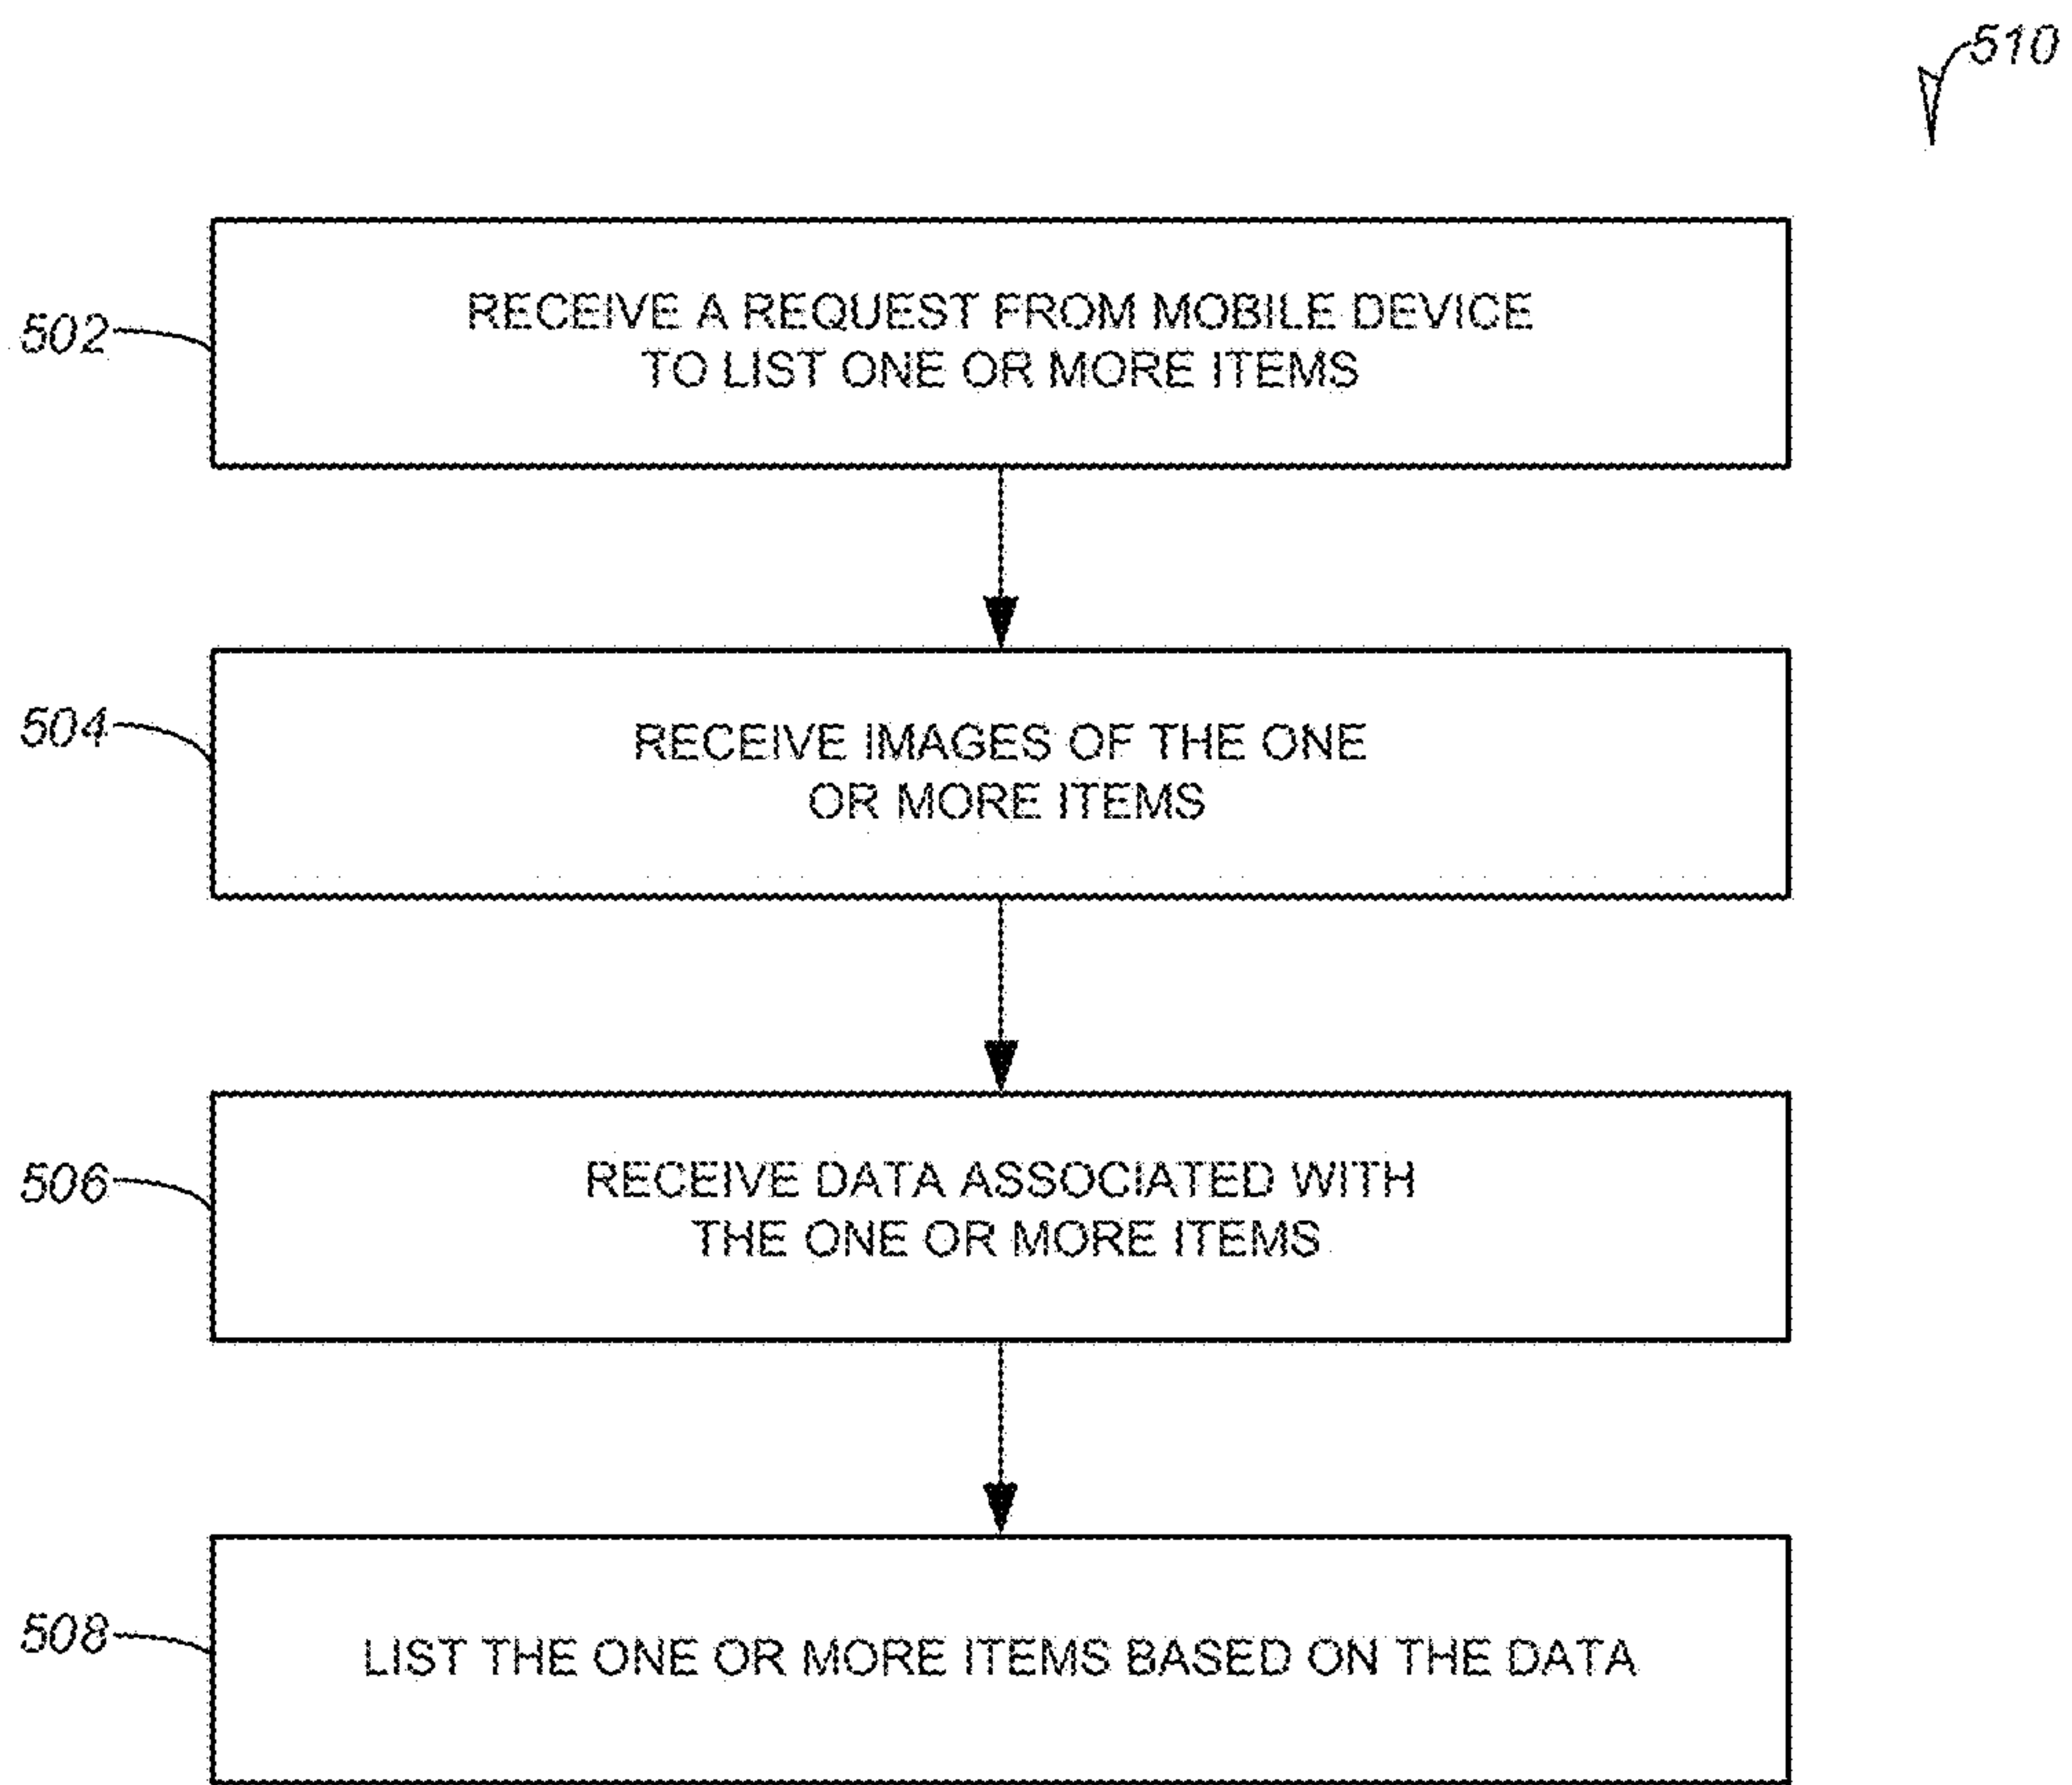 510
502
RECEIVE A REQUEST FROM MOBILE DEVICE
TO LIST ONE OR MORE ITEMS
504
RECEIVE IMAGES OF THE ONE
OR MORE ITEMS
506
RECEIVE DATA ASSOCIATED WITH
THE ONE OR MORE ITEMS
508
LIST THE ONE OR MORE ITEMS BASED ON THE DATA